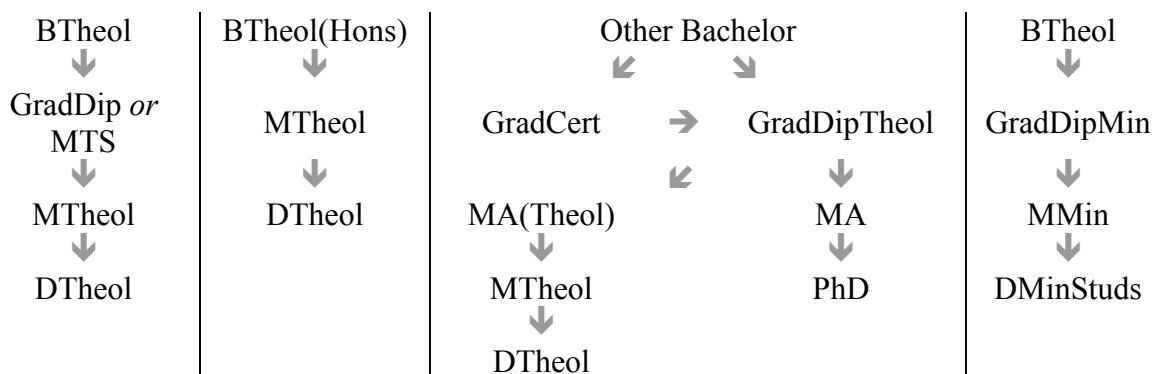 BTheol
GradDip or
MTS
MTheol
DTheol
BTheol(Hons)
MTheol
DTheol
Other Bachelor
GradCert
GradDipTheol
MA(Theol)
MA
MTheol
PhD
DTheol
BTheol
GradDipMin
MMin
DMinStuds